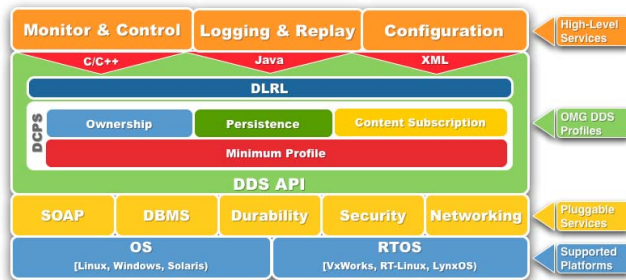 Monitor & Control
Logging & Replay
Configuration
High-Level
Services
C/C++
Java
XML
DLRL
DCPS
Ownership
Persistence
Content Subscription
Minimum Profile
OMG DDS
Profiles
DDS API
SOAP
DBMS
Durability
Security
Networking
Pluggable
Services
OS
[Linux, Windows, Solaris)
RTOS
[VxWorks, RT-Linux, LynxOS)
Supported
Platforms